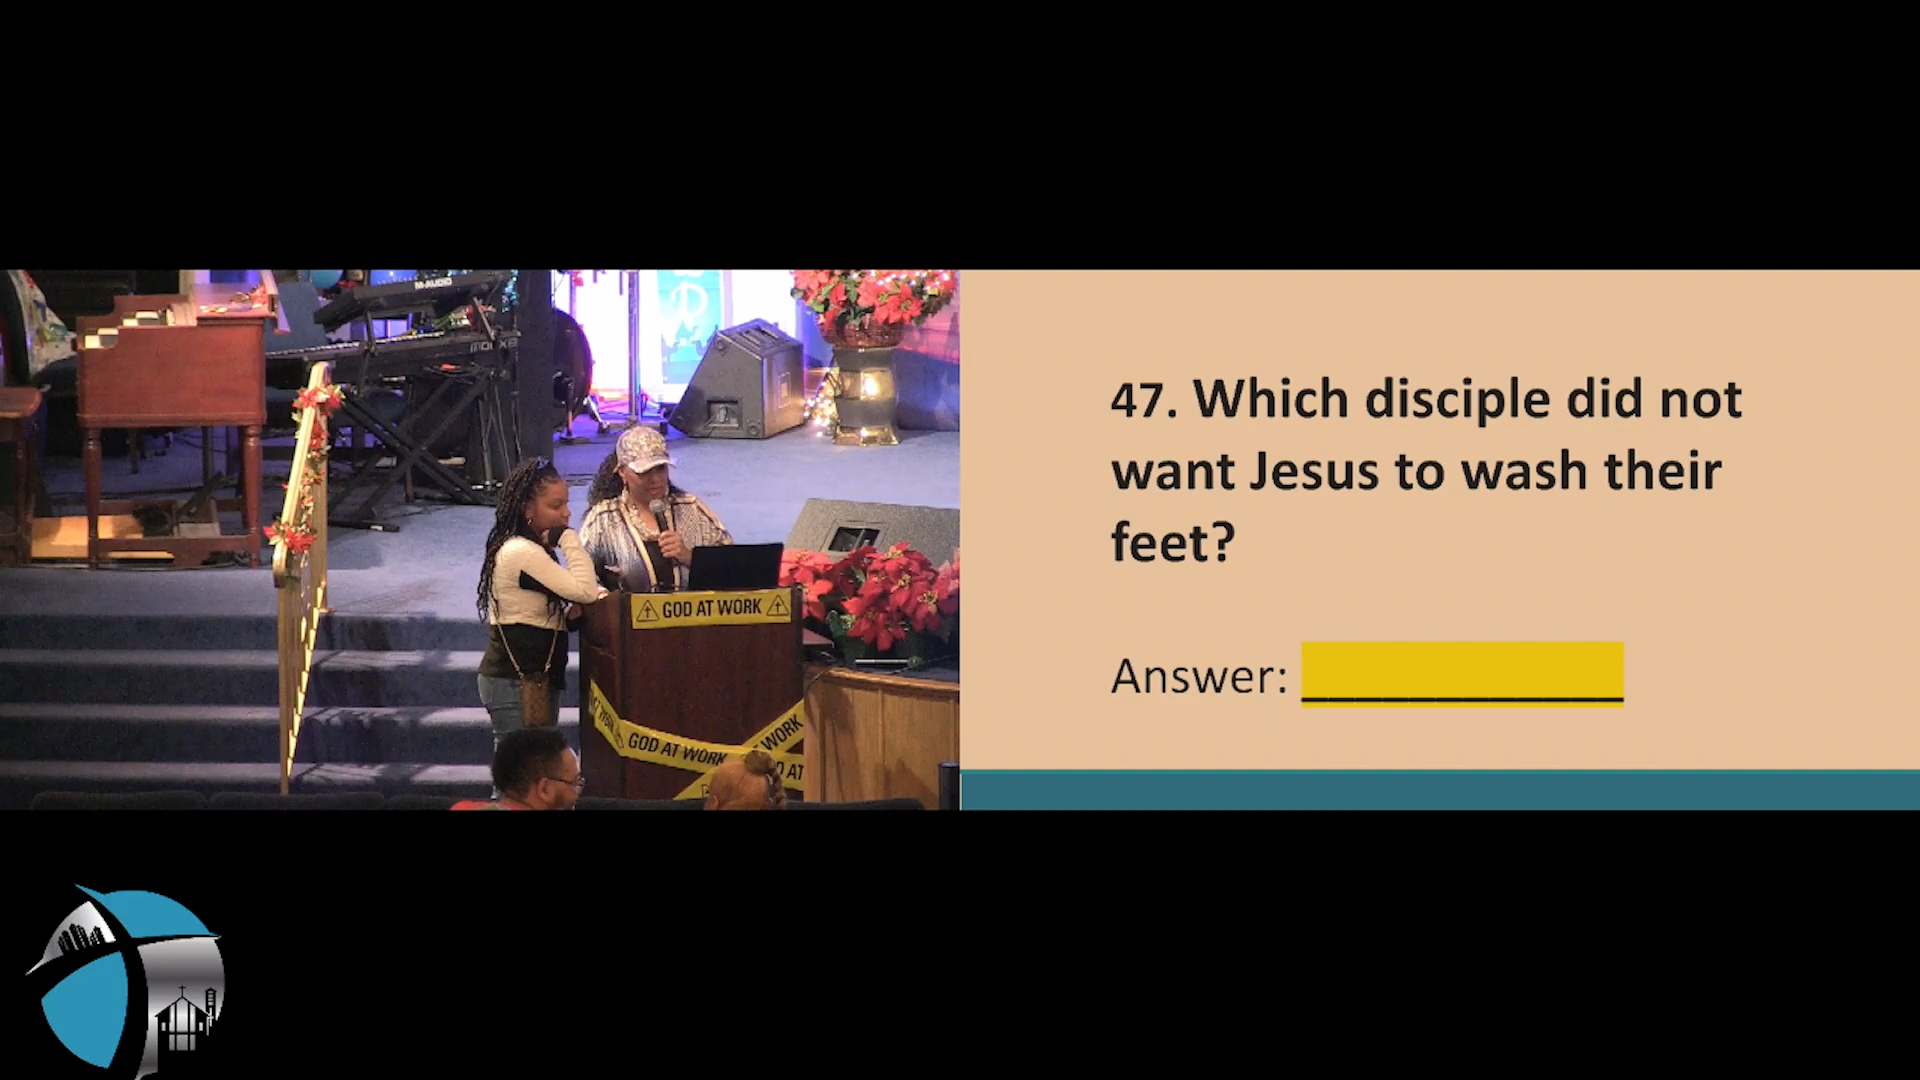 M-AUDIO
47. Which disciple did not
want Jesus to wash their
feet?
Answer:
GOD AT WORK
GOD AT WORK
WORK
D AT